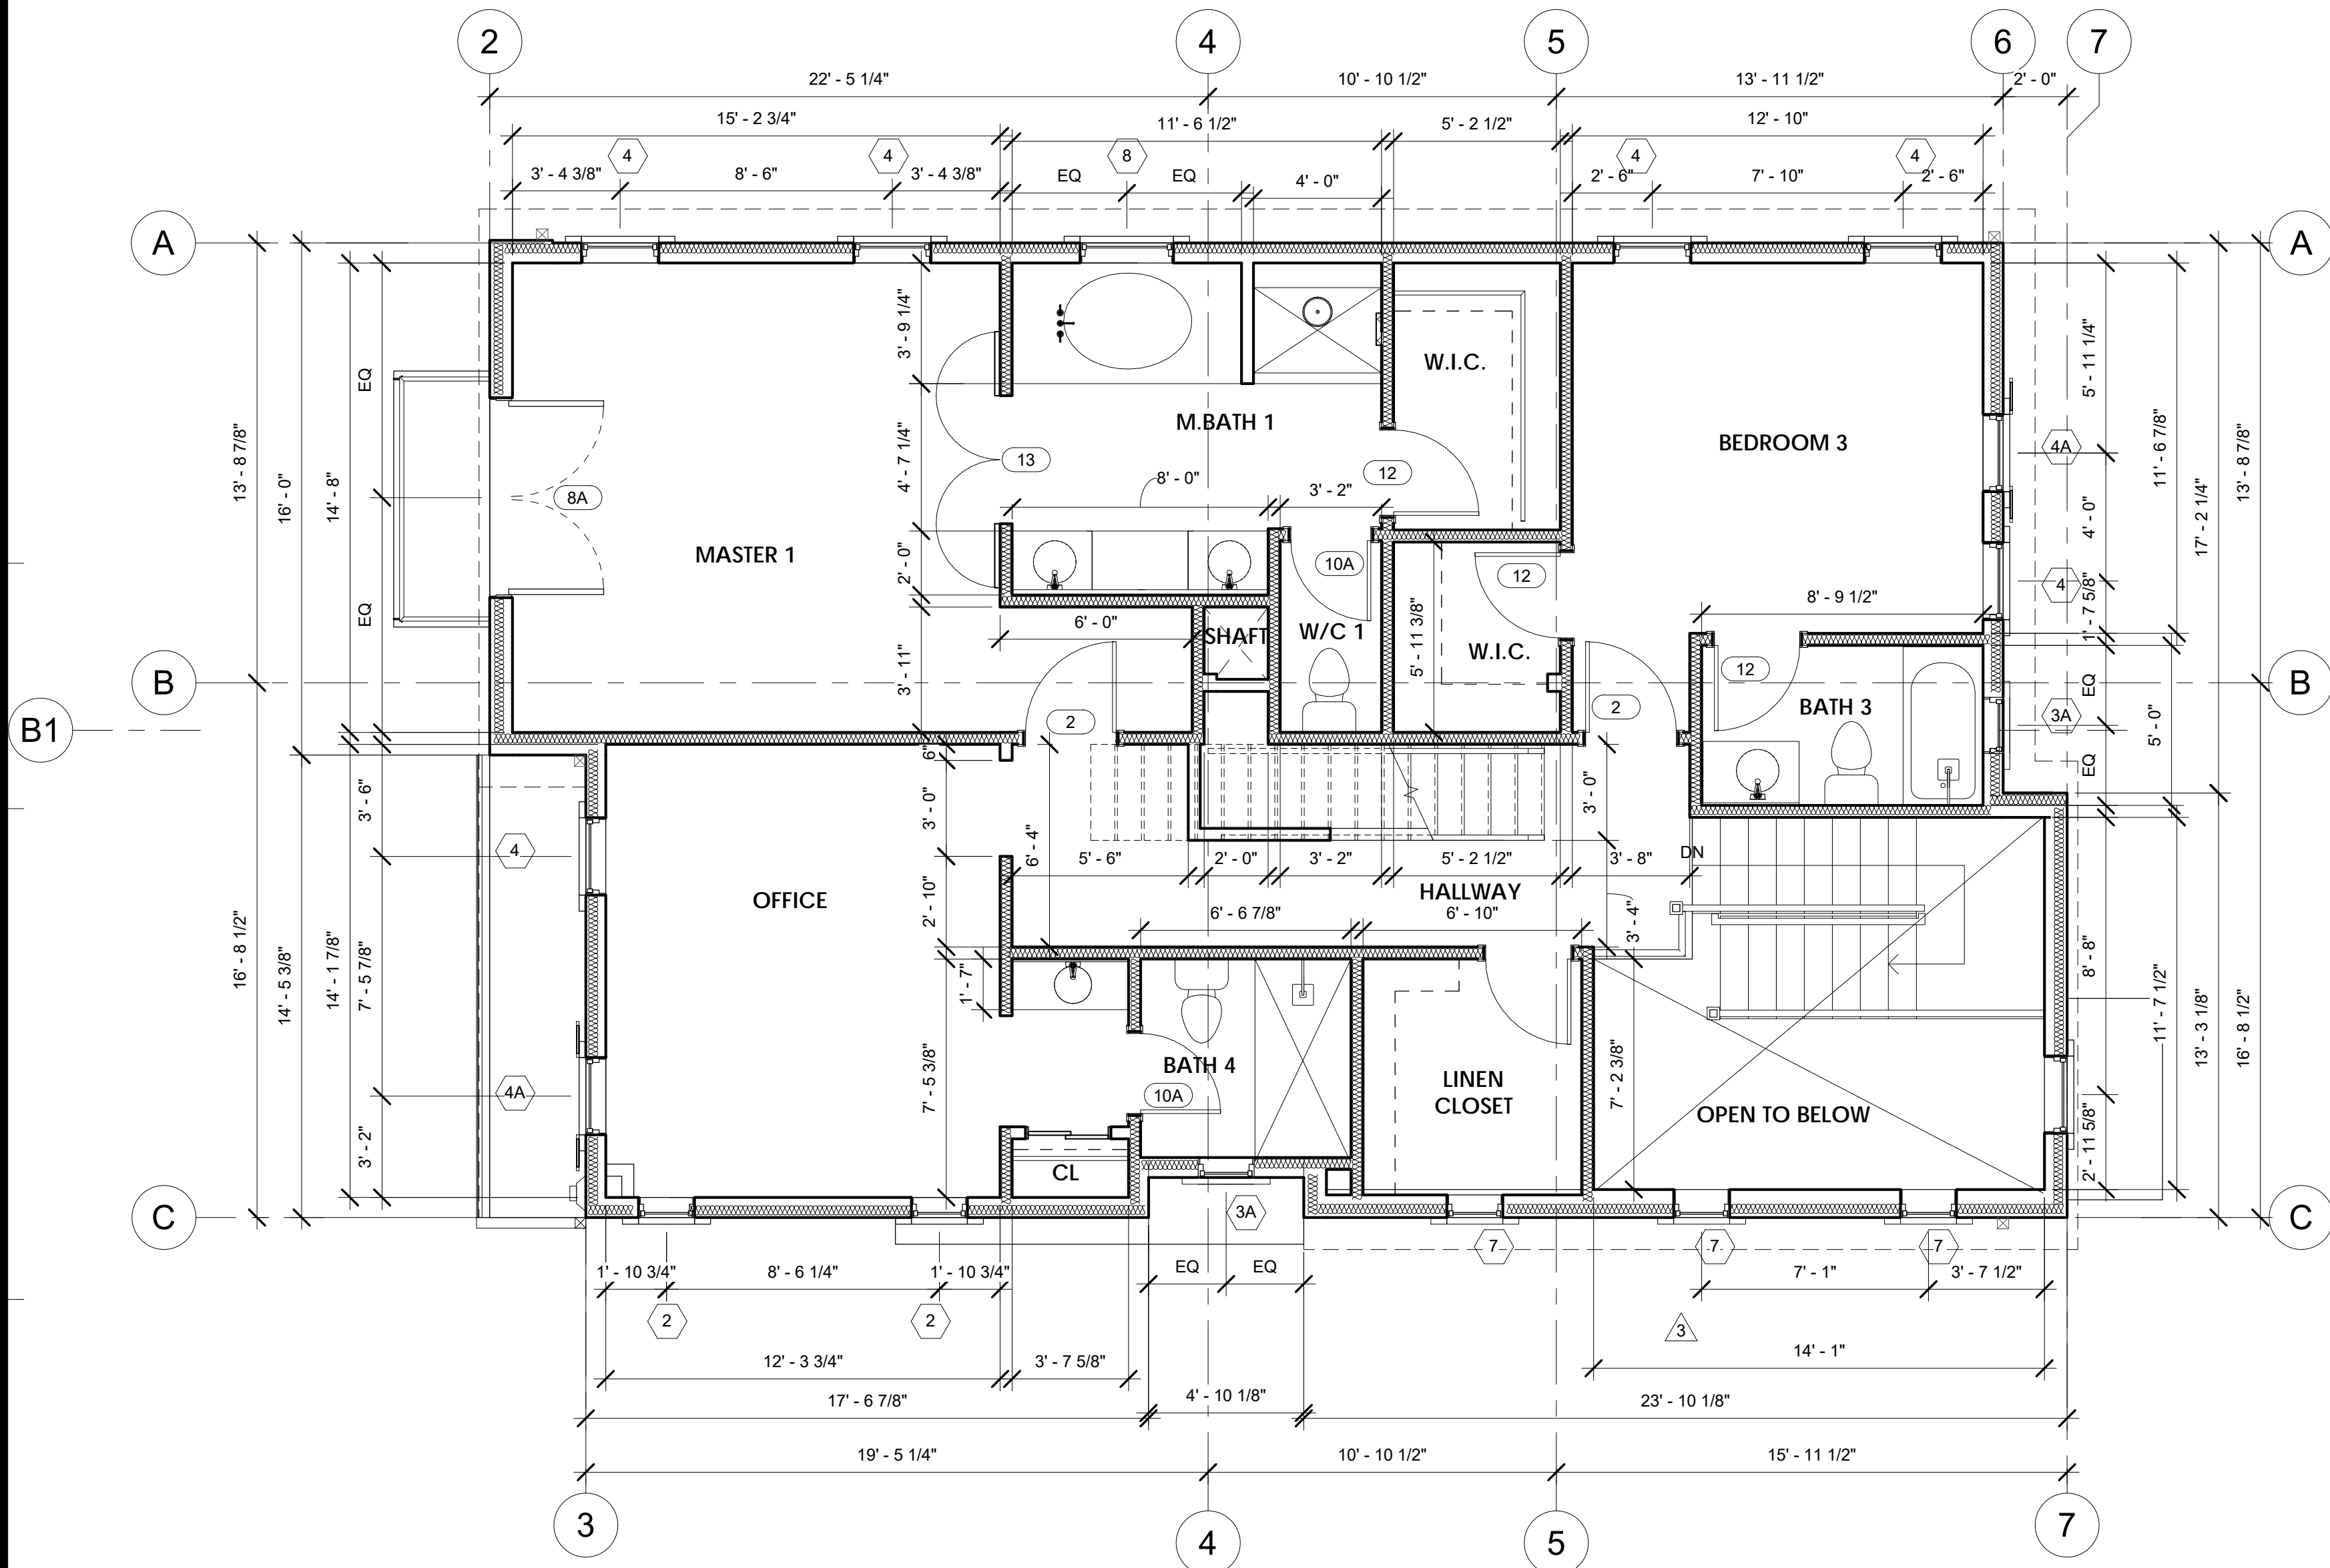 2
4
5
6
7
22' - 5 1/4"
10' - 10 1/2"
13' - 11 1/2"
2' - 0"
15' - 2 3/4"
11' - 6 1/2"
5' - 2 1/2"
12' - 10"
4
4
8
4
4
3' - 4 3/8"
8' - 6"
3' - 4 3/8"
EQ
EQ
4' - 0"
2' - 6"
7' - 10"
2' - 6"
A
A
13' - 8 7/8"
16' - 0"
14' - 8"
EQ
EQ
3' - 9 1/4"
4' - 7 1/4"
2' - 0"
3' - 11"
W.I.C.
M.BATH 1
BEDROOM 3
13
12
8' - 0"
3' - 2"
8A
MASTER 1
10A
12
5' - 11 1/4"
4A
4' - 0"
4
1' - 7 5/8"
11' - 6 7/8"
17' - 2 1/4"
13' - 8 7/8"
8' - 9 1/2"
6' - 0"
SHAFT
W/C 1
5' - 11 3/8"
W.I.C.
12
BATH 3
EQ
3A
EQ
5' - 0"
B
B
B1
2
2
6"
3' - 6"
3' - 0"
6' - 4"
3' - 0"
4
5' - 6"
2' - 0"
3' - 2"
5' - 2 1/2"
3' - 8"
DN
OFFICE
HALLWAY
2' - 10"
6' - 6 7/8"
6' - 10"
3' - 4"
16' - 8 1/2"
14' - 5 3/8"
14' - 1 7/8"
7' - 5 7/8"
1' - 7"
8' - 8"
11' - 7 1/2"
13' - 3 1/8"
16' - 8 1/2"
4A
7' - 5 3/8"
BATH 4
10A
LINEN
CLOSET
7' - 2 3/8"
OPEN TO BELOW
3' - 2"
2' - 11 5/8"
CL
C
C
3A
7
7
7
1' - 10 3/4"
8' - 6 1/4"
1' - 10 3/4"
EQ
EQ
7' - 1"
3' - 7 1/2"
2
2
3
12' - 3 3/4"
3' - 7 5/8"
14' - 1"
17' - 6 7/8"
4' - 10 1/8"
23' - 10 1/8"
19' - 5 1/4"
10' - 10 1/2"
15' - 11 1/2"
3
4
5
7